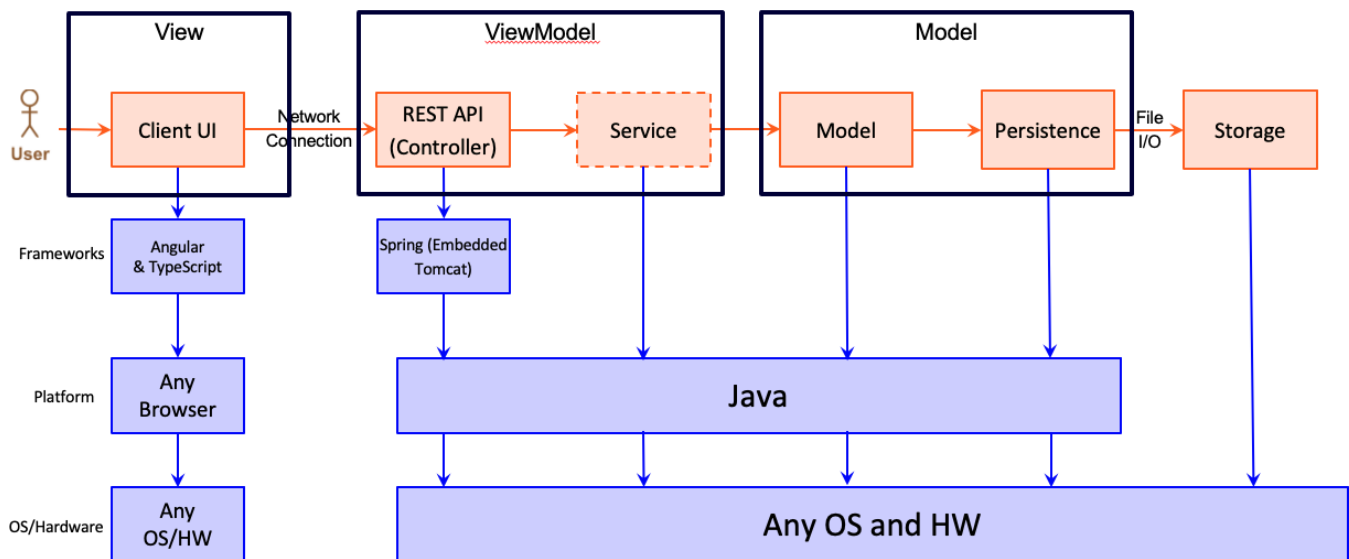 View
ViewModel
Model
User
Client UI
Network
Connection
REST API
(Controller)
Service
Model
Persistence
File
I/O
Storage
Frameworks
Angular
& TypeScript
Spring (Embedded
Tomcat)
Platform
Any
Browser
Java
OS/Hardware
Any
OS/HW
Any OS and HW